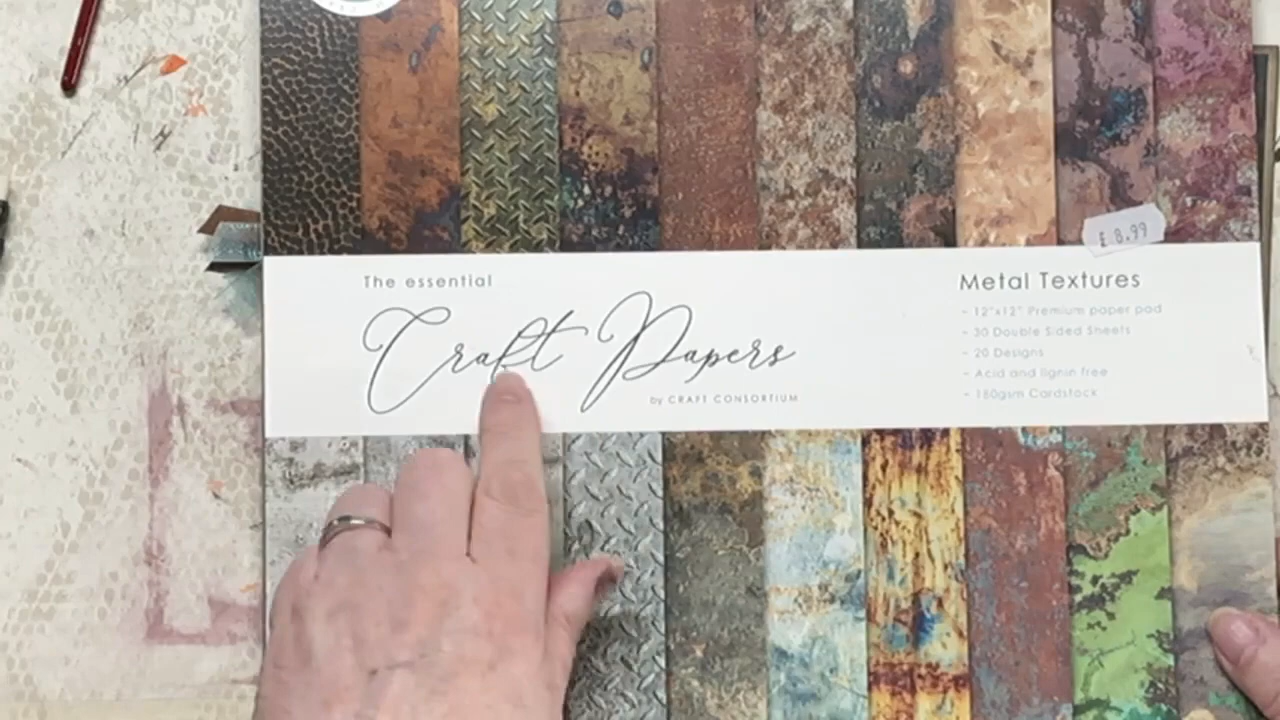 The essential
Craft Papers
by CRAFT CONSORTIUM
£8.99
Metal Textures
- 12"x12" Premium paper pad
- 30 Double Sided Sheets
- 20 Designs
- Acid and lignin free
- 160gsm Cardstock